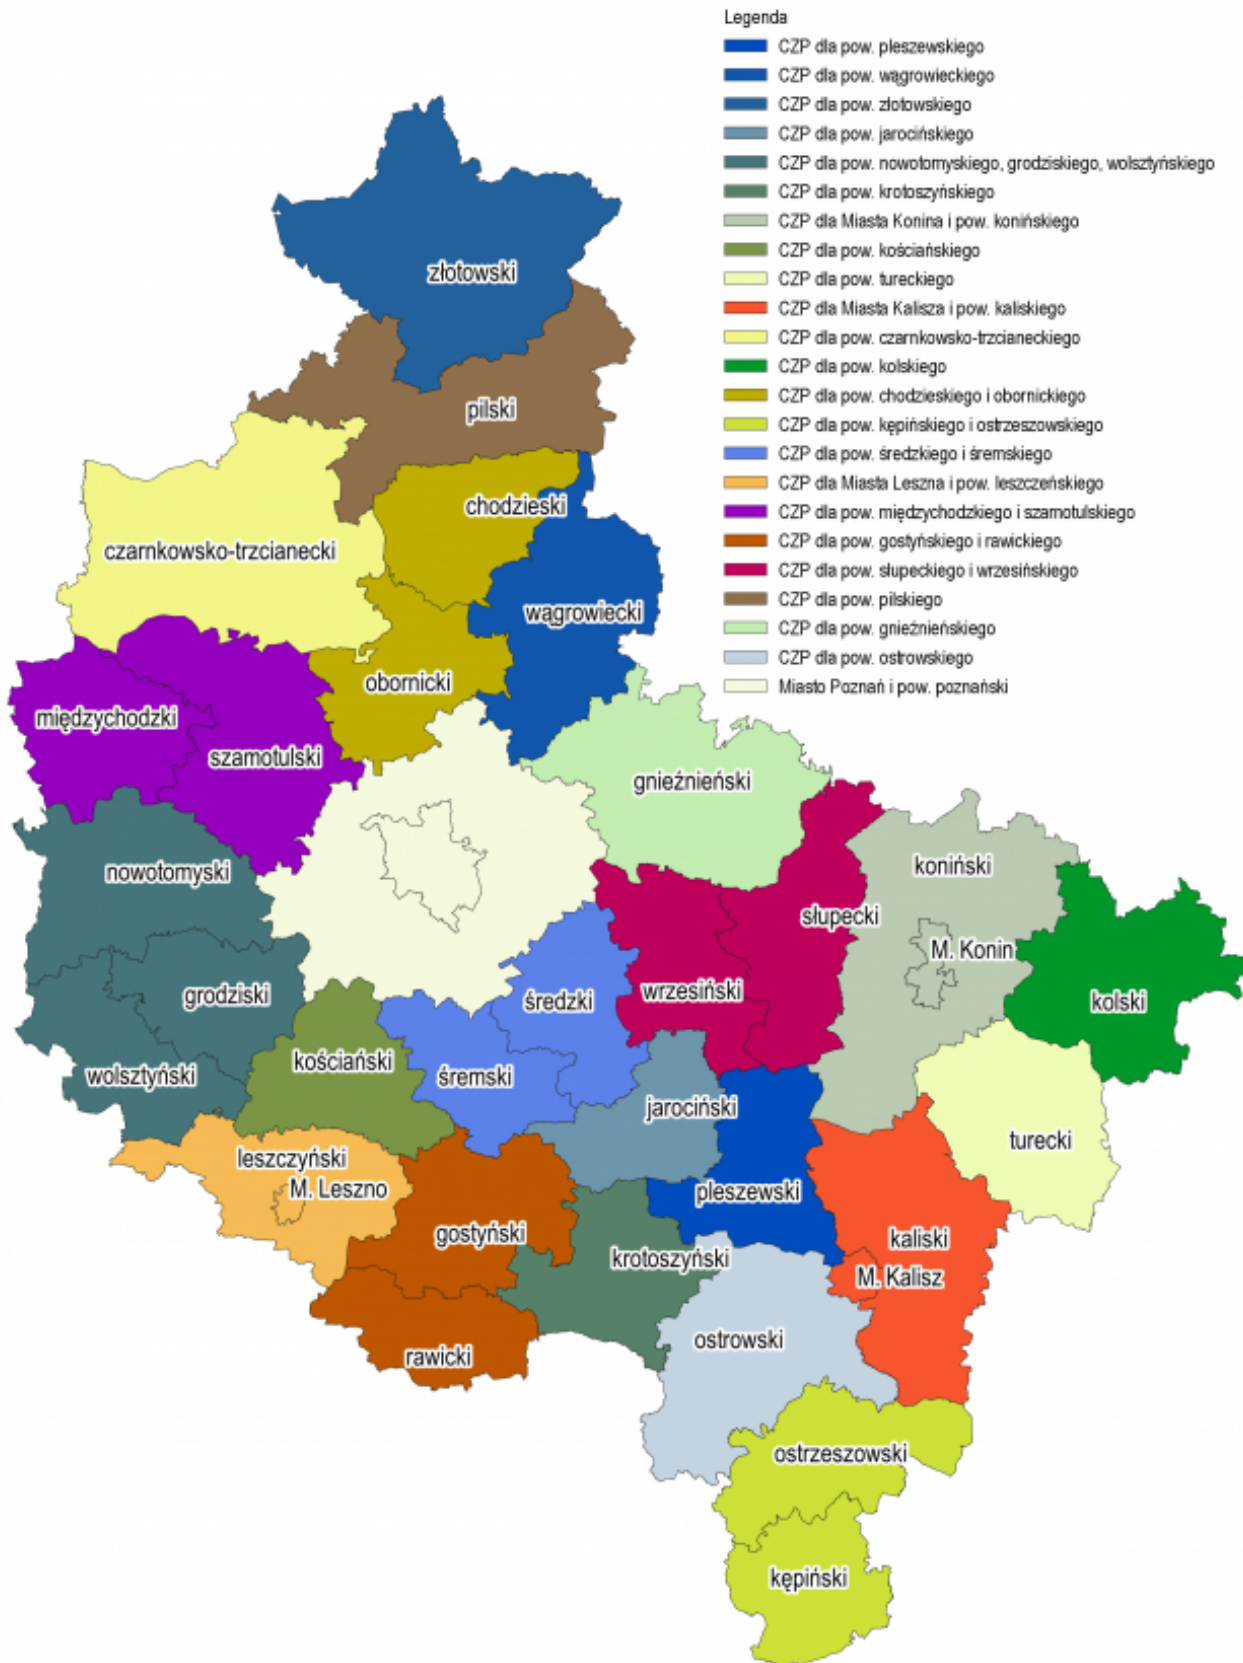 Legenda
CZP dla pow. pleszewskiego
CZP dla pow. wągrowieckiego
CZP dla pow. złotowskiego
CZP dla pow. jarocińskiego
CZP dla pow. nowotomyskiego, grodziskiego, wolsztyńskiego
CZP dla pow. krotoszyńskiego
CZP dla Miasta Konina i pow. konińskiego
CZP dla pow. kościańskiego
CZP dla pow. tureckiego
CZP dla Miasta Kalisza i pow. kaliskiego
CZP dla pow. czarnkowsko-trzcianeckiego
CZP dla pow. kolskiego
CZP dla pow. chodzieskiego i obornickiego
CZP dla pow. kępińskiego i ostrzeszowskiego
CZP dla pow. średzkiego i śremskiego
CZP dla Miasta Leszna i pow. leszczeńskiego
CZP dla pow. międzychodzkiego i szamotulskiego
CZP dla pow. gostyńskiego i rawickiego
CZP dla pow. słupeckiego i wrzesińskiego
CZP dla pow. pilskiego
CZP dla pow. gnieźnieńskiego
CZP dla pow. ostrowskiego
Miasto Poznań i pow. poznański
złotowski
pilski
chodzieski
czarnkowsko-trzcianecki
wągrowiecki
obornicki
międzychodzki
szamotulski
gnieźnieński
nowotomyski
koniński
słupecki
M. Konin
wrzesiński
grodziski
średzki
kolski
kościański
wolsztyński
śremski
jarociński
turecki
leszczyński
M. Leszno
pleszewski
gostyński
kaliski
krotoszyński
M. Kalisz
ostrowski
rawicki
ostrzeszowski
kępiński